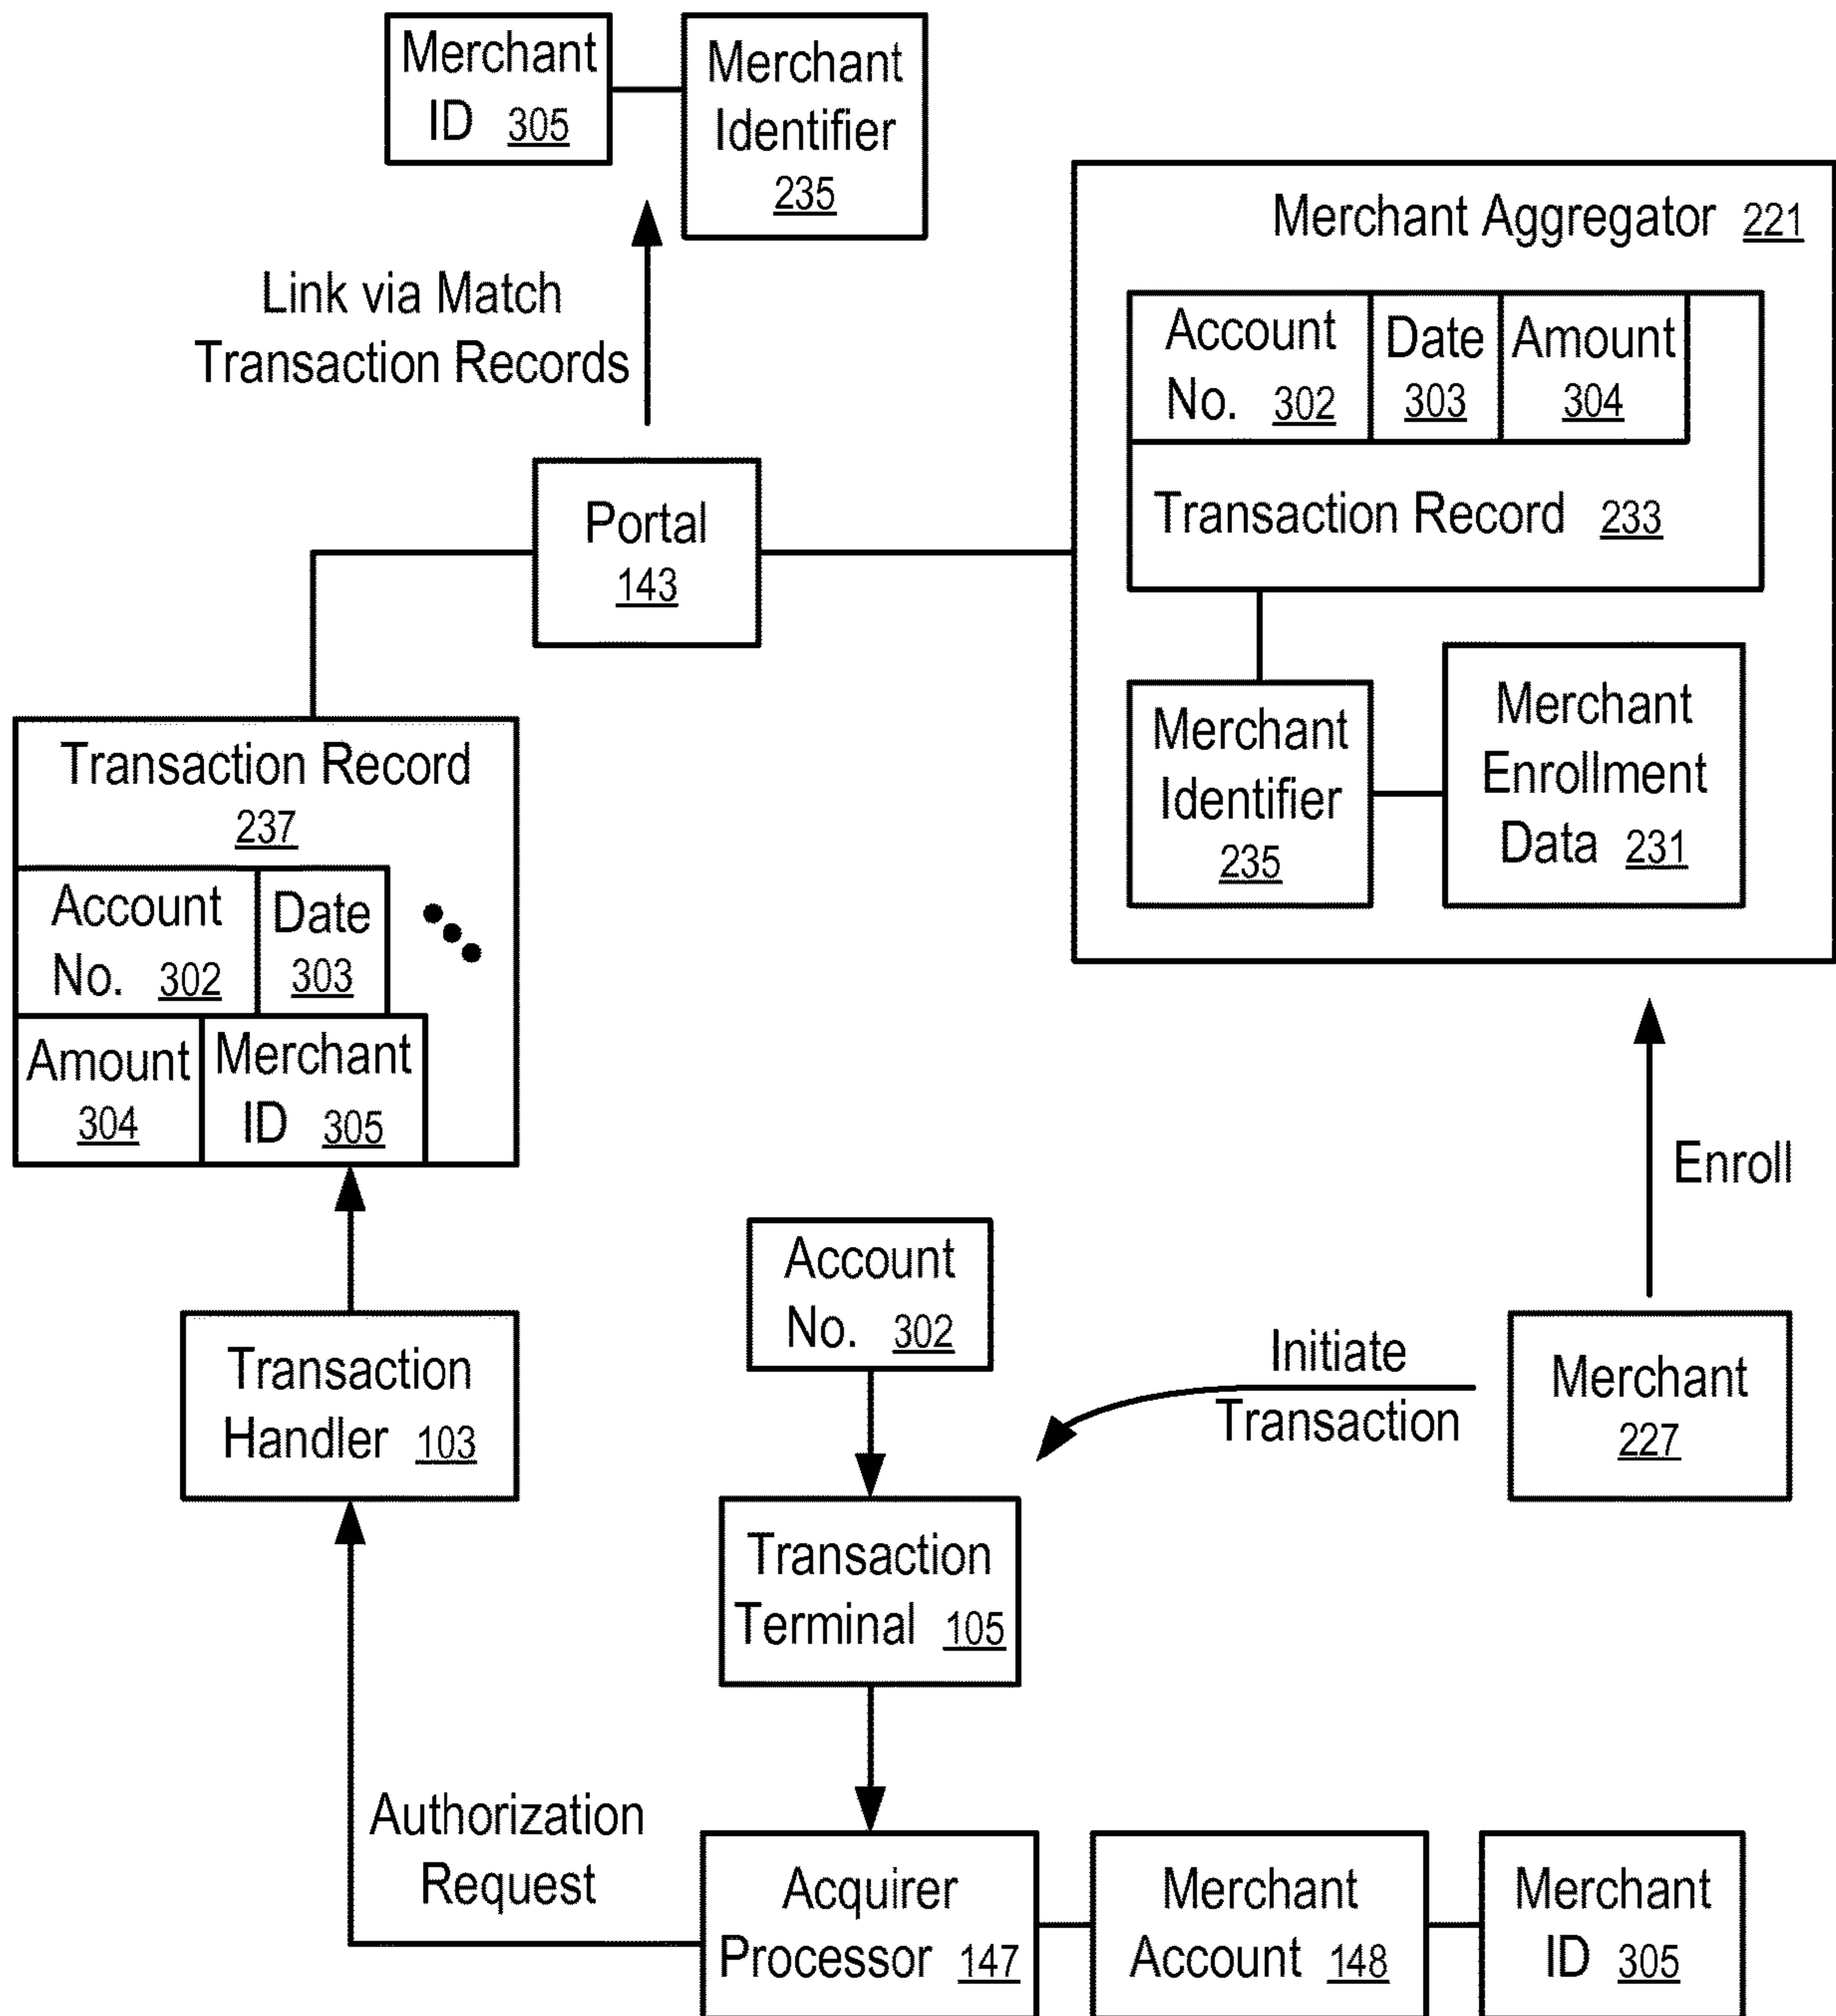 Merchant
ID 305
Merchant
Identifier
235
Link via Match
Transaction Records
Merchant Aggregator 221
Account
No. 302
Date
303
Amount
304
Transaction Record 233
Portal
143
Merchant
Identifier
235
Merchant
Enrollment
Data 231
Transaction Record
237
Account
No. 302
Date
303
Amount
304
Merchant
ID 305
Enroll
Account
No. 302
Transaction
Handler 103
Initiate
Transaction
Merchant
227
Transaction
Terminal 105
Authorization
Request
Acquirer
Processor 147
Merchant
Account 148
Merchant
ID 305